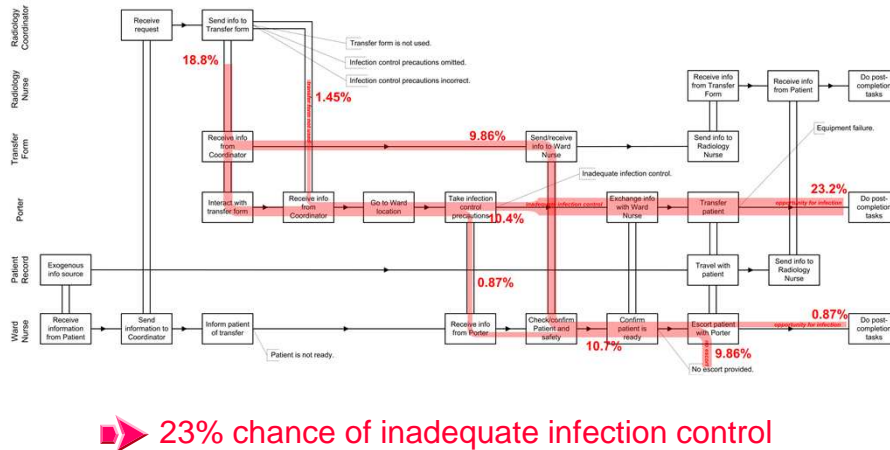 Radiology
Coordinator
Receive
request
Send info to
Transfer form
Transfer form is not used.
Infection control precautions omitted.
Infection control precautions incorrect.
18.8%
1.45%
transfer form not used
Radiology
Nurse
Receive info
from Transfer
Form
Receive info
from Patient
Do post-
completion
tasks
Transfer
Form
Receive info
from
Coordinator
9.86%
Send/receive
info to Ward
Nurse
Send info to
Radiology
Nurse
Equipment failure.
Inadequate infection control.
Porter
Interact with
transfer form
Receive info
from
Coordinator
Go to Ward
location
Take infection
control
precautions
10.4%
inadequate infection control
Exchange info
with Ward
Nurse
Transfer
patient
23.2%
opportunity for infection
Do post-
completion
tasks
Patient
Record
Exogenous
info source
0.87%
Travel with
patient
Send info to
Radiology
Nurse
Ward
Nurse
Receive
information
from Patient
Send
information to
Coordinator
Inform patient
of transfer
Patient is not ready.
Receive info
from Porter
Check/confirm
Patient and
safety
10.7%
Confirm
patient is
ready
No escort provided.
Escort patient
with Porter
no escort
9.86%
0.87%
opportunity for infection
Do post-
completion
tasks
23% chance of inadequate infection control